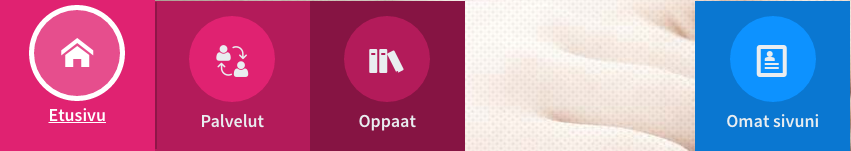 Etusivu
Palvelut
Oppaat
Omat sivuni